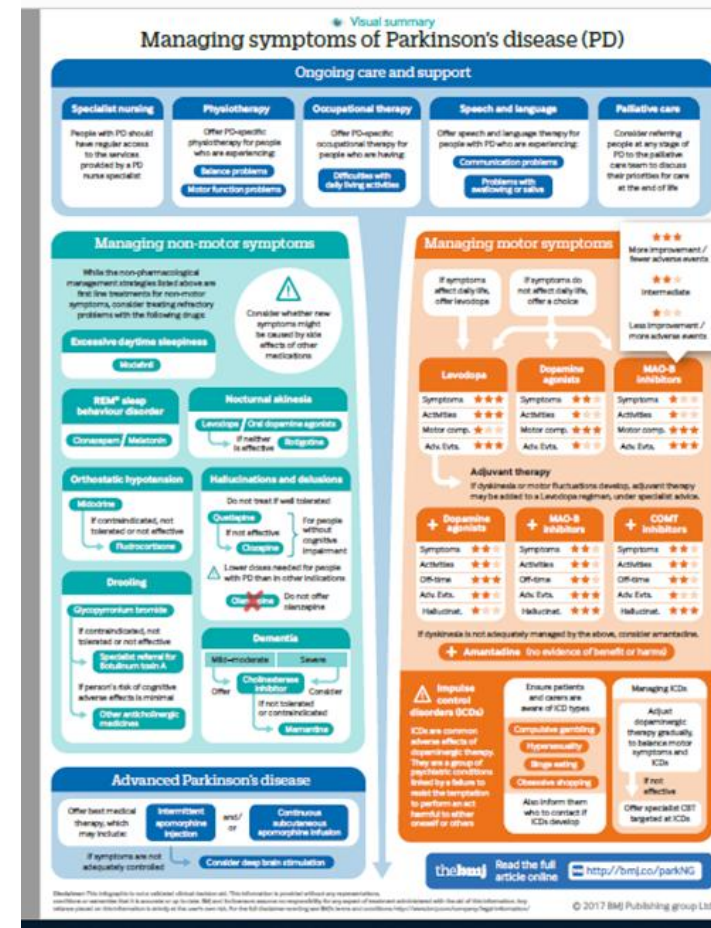 Visual summary
Managing symptoms of Parkinson's disease (PD)
Ongoing care and support
Specialist nursing
People with PD should
have regular access
to the services
provided by a PD
nurse specialist
Physiotherapy
Offer PD-specific
physiotherapy for people
who are experiencing:
Balance problems
Motor function problems
Occupational therapy
Offer PD-specific
occupational therapy for
people who are having:
Difficulties with
daily living activities
Speech and language
Offer speech and language therapy for
people with PD who are experiencing:
Communication problems
Problems with
swallowing or saliva
Palliative care
Consider referring
people at any stage of
PD to the palliative
care team to discuss
their priorities for care
at the end of life
Managing non-motor symptoms
While the non-pharmacological
management strategies listed above are
first line treatments for non-motor
symptoms, consider treating refractory
problems with the following drugs:
Consider whether new
symptoms might
be caused by side
effects of other
medications
Excessive daytime sleepiness
Modafinil
REM* sleep
behaviour disorder
Clonazepam / Melatonin
Nocturnal akinesia
Levodopa / Oral dopamine agonists
If neither
is effective
Rotigotine
Orthostatic hypotension
Midodrine
If contraindicated, not
tolerated or not effective
Fludrocortisone
Hallucinations and delusions
Do not treat if well tolerated
Quetiapine
If not effective
Clozapine
For people
without
cognitive
impairment
Lower doses needed for people
with PD than in other indications
Olanzapine
Do not offer
olanzapine
Drooling
Glycopyrronium bromide
If contraindicated, not
tolerated or not effective
Specialist referral for
Botulinum toxin A
If person's risk of cognitive
adverse effects is minimal
Other anticholinergic
medicines
Dementia
Mild–moderate
Severe
Offer
Cholinesterase
inhibitor
Consider
If not tolerated
or contraindicated
Memantine
Advanced Parkinson's disease
Offer best medical
therapy, which
may include:
Intermittent
apomorphine
injection
and/
or
Continuous
subcutaneous
apomorphine infusion
If symptoms are not
adequately controlled
Consider deep brain stimulation
Managing motor symptoms
More improvement /
fewer adverse events
Intermediate
Less improvement /
more adverse events
If symptoms
affect daily life,
offer levodopa
If symptoms do
not affect daily life,
offer a choice
Levodopa
Symptoms
Activities
Motor comp.
Adv. Evts.
Dopamine
agonists
Symptoms
Activities
Motor comp.
Adv. Evts.
MAO-B
inhibitors
Symptoms
Activities
Motor comp.
Adv. Evts.
Adjuvant therapy
If dyskinesia or motor fluctuations develop, adjuvant therapy
may be added to a Levodopa regimen, under specialist advice.
+ Dopamine
agonists
Symptoms
Activities
Off-time
Adv. Evts.
Hallucinat.
+ MAO-B
inhibitors
Symptoms
Activities
Off-time
Adv. Evts.
Hallucinat.
+ COMT
inhibitors
Symptoms
Activities
Off-time
Adv. Evts.
Hallucinat.
If dyskinesia is not adequately managed by the above, consider amantadine.
+ Amantadine (no evidence of benefit or harms)
Impulse
control
disorders (ICDs)
ICDs are common
adverse effects of
dopaminergic therapy.
They are a group of
psychiatric conditions
linked by a failure to
resist the temptation
to perform an act
harmful to either
oneself or others
Ensure patients
and carers are
aware of ICD types
Compulsive gambling
Hypersexuality
Binge eating
Obsessive shopping
Also inform them
who to contact if
ICDs develop
Managing ICDs
Adjust
dopaminergic
therapy gradually,
to balance motor
symptoms and
ICDs
If not
effective
Offer specialist CBT
targeted at ICDs
thebmj
Read the full
article online
http://bmj.co/parkNG
© 2017 BMJ Publishing group Ltd